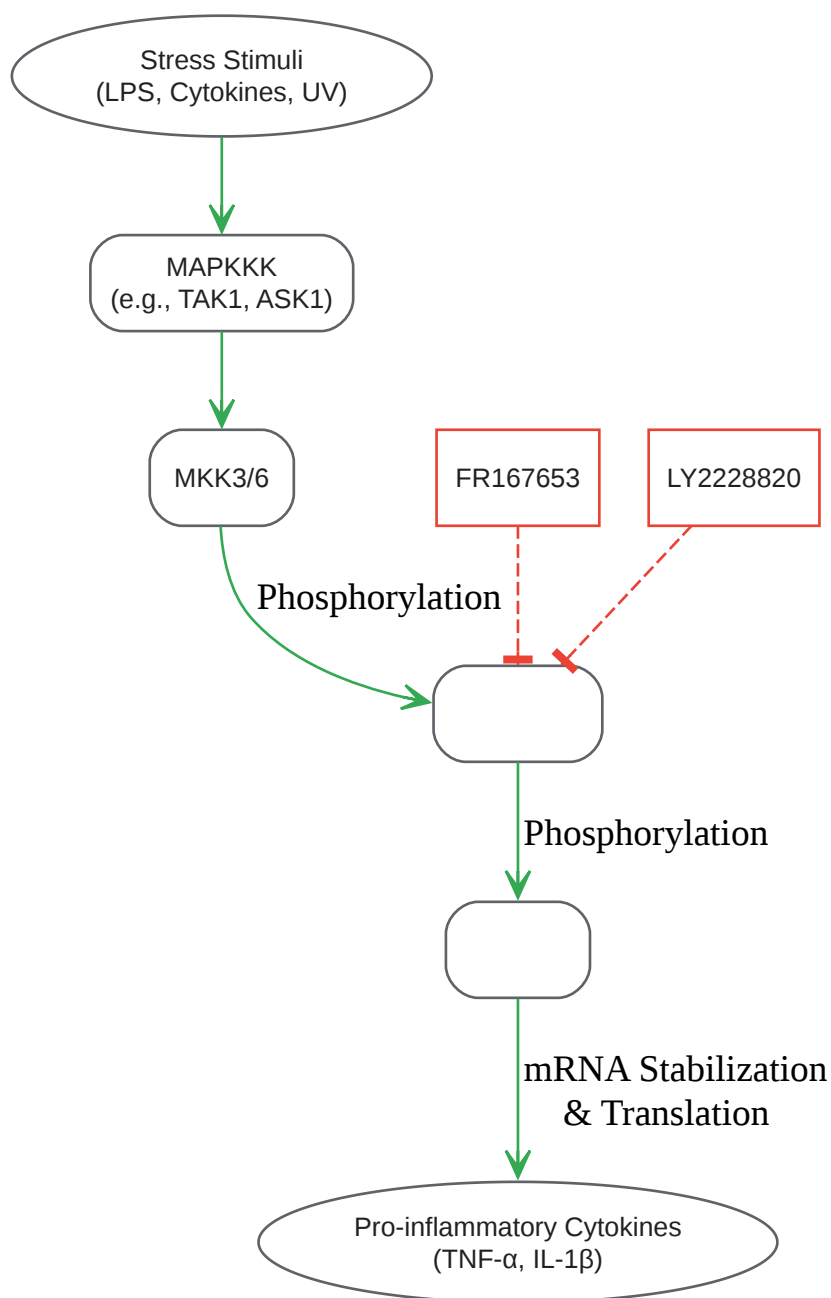 Stress Stimuli
(LPS, Cytokines, UV)
MAPKKK
(e.g., TAK1, ASK1)
MKK3/6
FR167653
LY2228820
Phosphorylation
Phosphorylation
mRNA Stabilization
& Translation
Pro-inflammatory Cytokines
(TNF-α, IL-1β)